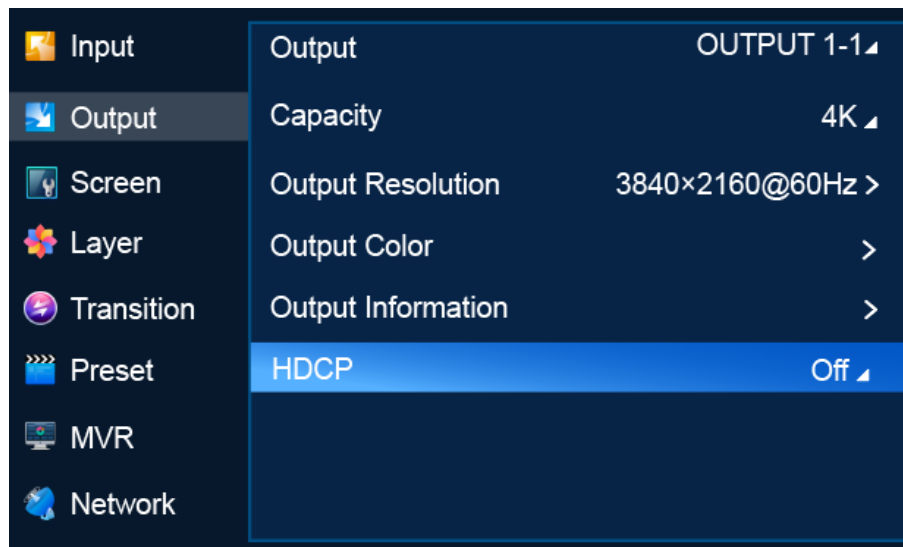 Input
Output
Screen
Layer
Transition
Preset
MVR
Network
Output OUTPUT 1-1
Capacity 4K
Output Resolution 3840×2160@60Hz >
Output Color >
Output Information >
HDCP Off